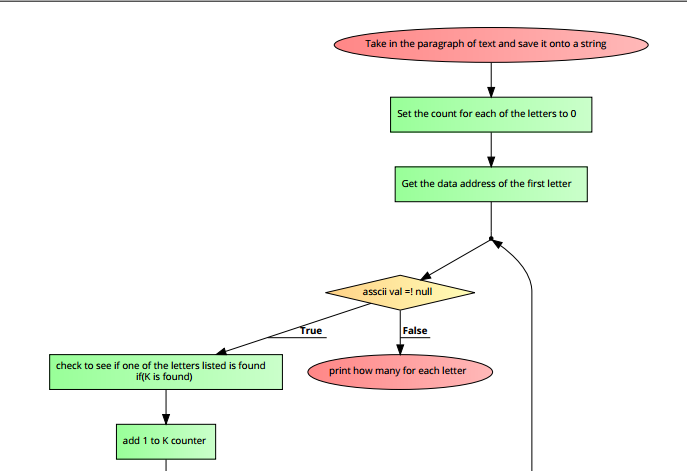 Take in the paragraph of text and save it onto a string
Set the count for each of the letters to 0
Get the data address of the first letter
asscii val =! null
True
False
check to see if one of the letters listed is found
if(K is found)
print how many for each letter
add 1 to K counter